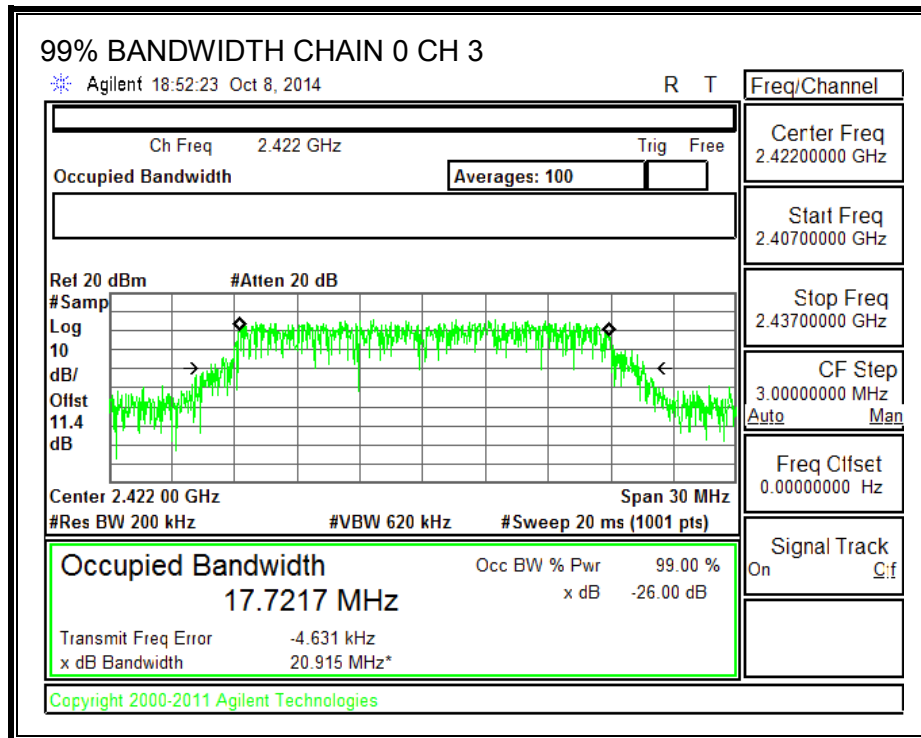 99% BANDWIDTH CHAIN 0 CH 3
Agilent 18:52:23 Oct 8, 2014 R T
Freq/Channel
Ch Freq 2.422 GHz Trig Free
Occupied Bandwidth Averages: 100
Center Freq
2.42200000 GHz
Start Freq
2.40700000 GHz
Stop Freq
2.43700000 GHz
CF Step
3.00000000 MHz
Auto Man
Freq Offset
0.00000000 Hz
Signal Track
On Off
Ref 20 dBm #Atten 20 dB
#Samp
Log
10
dB/
Offst
11.4
dB
Center 2.422 00 GHz Span 30 MHz
#Res BW 200 kHz #VBW 620 kHz #Sweep 20 ms (1001 pts)
Occupied Bandwidth Occ BW % Pwr 99.00 %
17.7217 MHz x dB -26.00 dB
Transmit Freq Error -4.631 kHz
x dB Bandwidth 20.915 MHz*
Copyright 2000-2011 Agilent Technologies